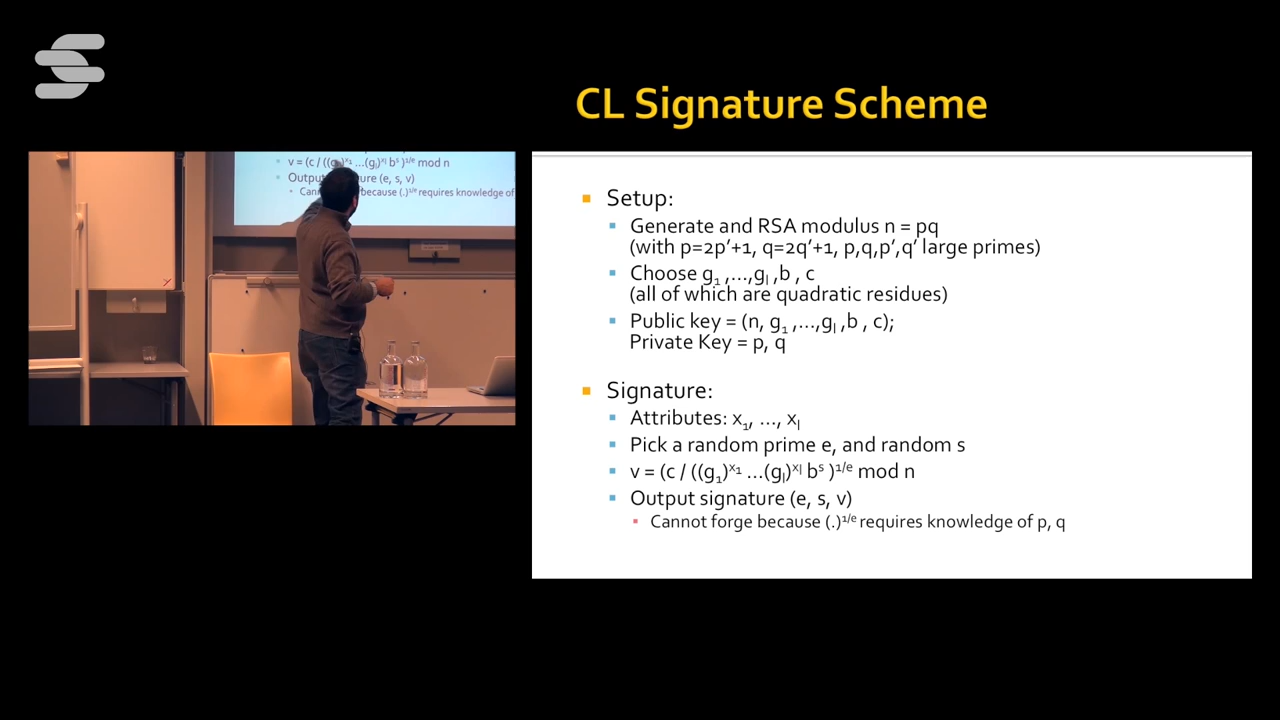 CL Signature Scheme
v = (c / ((g₁)ˣ¹ ...(gₗ)ˣˡ bˢ )¹/ᵉ mod n
Output ure (e, s, v)
because (.)¹/ᵉ requires knowledge of
Setup:
Generate and RSA modulus n = pq
(with p=2p'+1, q=2q'+1, p,q,p',q' large primes)
Choose g₁ ,...,gₗ ,b , c
(all of which are quadratic residues)
Public key = (n, g₁ ,...,gₗ ,b , c);
Private Key = p, q
Signature:
Attributes: x₁, ..., xₗ
Pick a random prime e, and random s
v = (c / ((g₁)ˣ¹ ...(gₗ)ˣˡ bˢ )¹/ᵉ mod n
Output signature (e, s, v)
Cannot forge because (.)¹/ᵉ requires knowledge of p, q